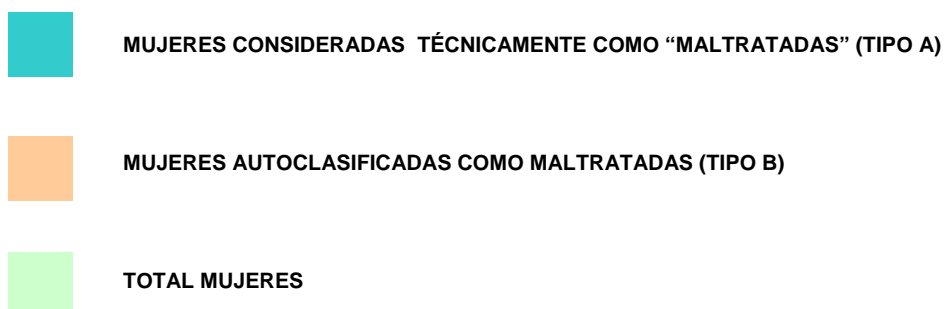 MUJERES CONSIDERADAS TÉCNICAMENTE COMO “MALTRATADAS” (TIPO A)
MUJERES AUTOCLASIFICADAS COMO MALTRATADAS (TIPO B)
TOTAL MUJERES